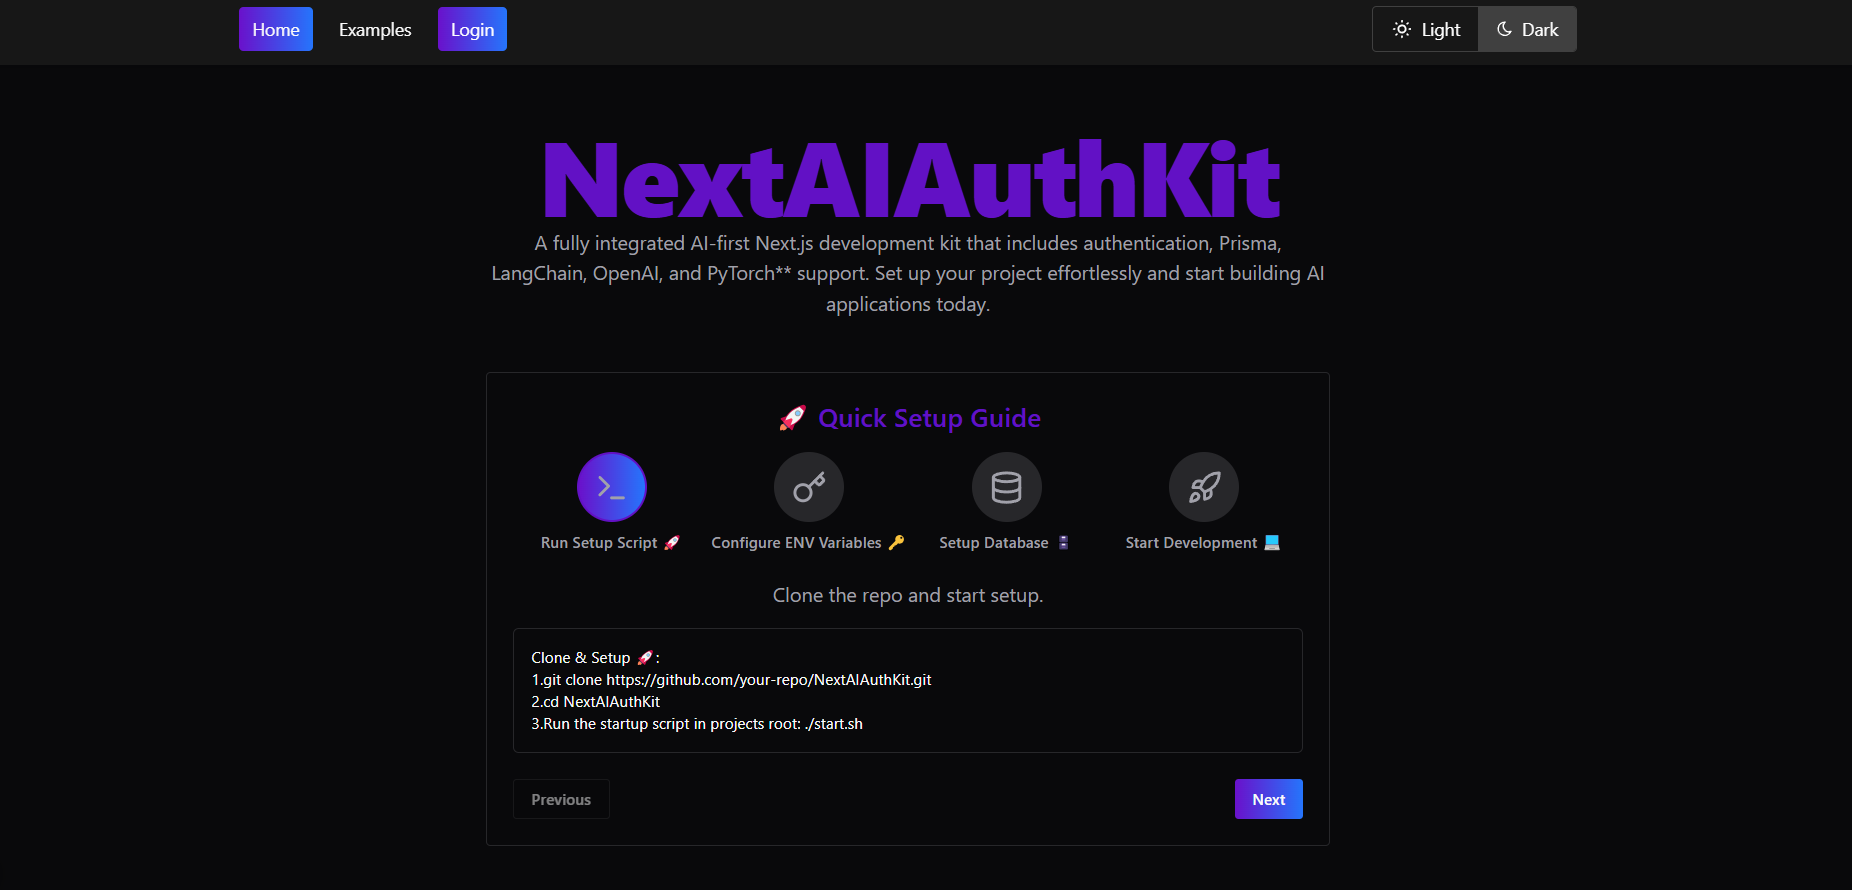 Home Examples Login Light Dark
NextAIAuthKit
A fully integrated AI-first Next.js development kit that includes authentication, Prisma,
LangChain, OpenAI, and PyTorch** support. Set up your project effortlessly and start building AI
applications today.
🚀 Quick Setup Guide
Run Setup Script 🚀 Configure ENV Variables 🔑 Setup Database 🗄️ Start Development 💻
Clone the repo and start setup.
Clone & Setup 🚀:
1.git clone https://github.com/your-repo/NextAIAuthKit.git
2.cd NextAIAuthKit
3.Run the startup script in projects root: ./start.sh
Previous Next